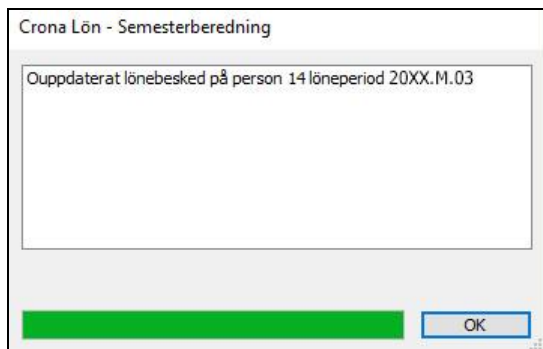 Crona Lön - Semesterberedning
Ouppdaterat lönebesked på person 14 löneperiod 20XX.M.03
OK